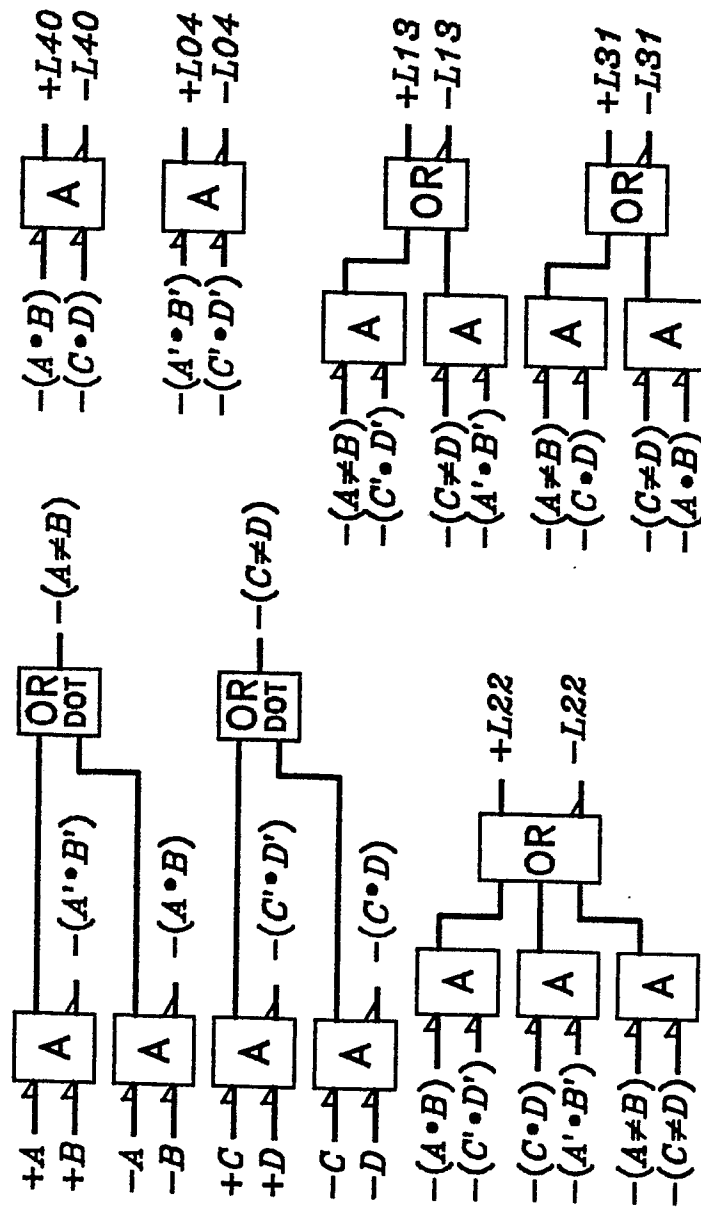 +A
+B
A
-(A'•B')
OR
DOT
-(A≠B)
-A
-B
A
-(A•B)
+C
+D
A
-(C'•D')
OR
DOT
-(C≠D)
-C
-D
A
-(C•D)
-(A•B)
-(C'•D')
A
-(C•D)
-(A'•B')
A
-(A≠B)
-(C≠D)
A
OR
+L22
-L22
-(A•B)
-(C•D)
A
+L40
-L40
-(A'•B')
-(C'•D')
A
+L04
-L04
-(A≠B)
-(C'•D')
A
-(C≠D)
-(A'•B')
A
OR
+L13
-L13
-(A≠B)
-(C•D)
A
-(C≠D)
-(A•B)
A
OR
+L31
-L31